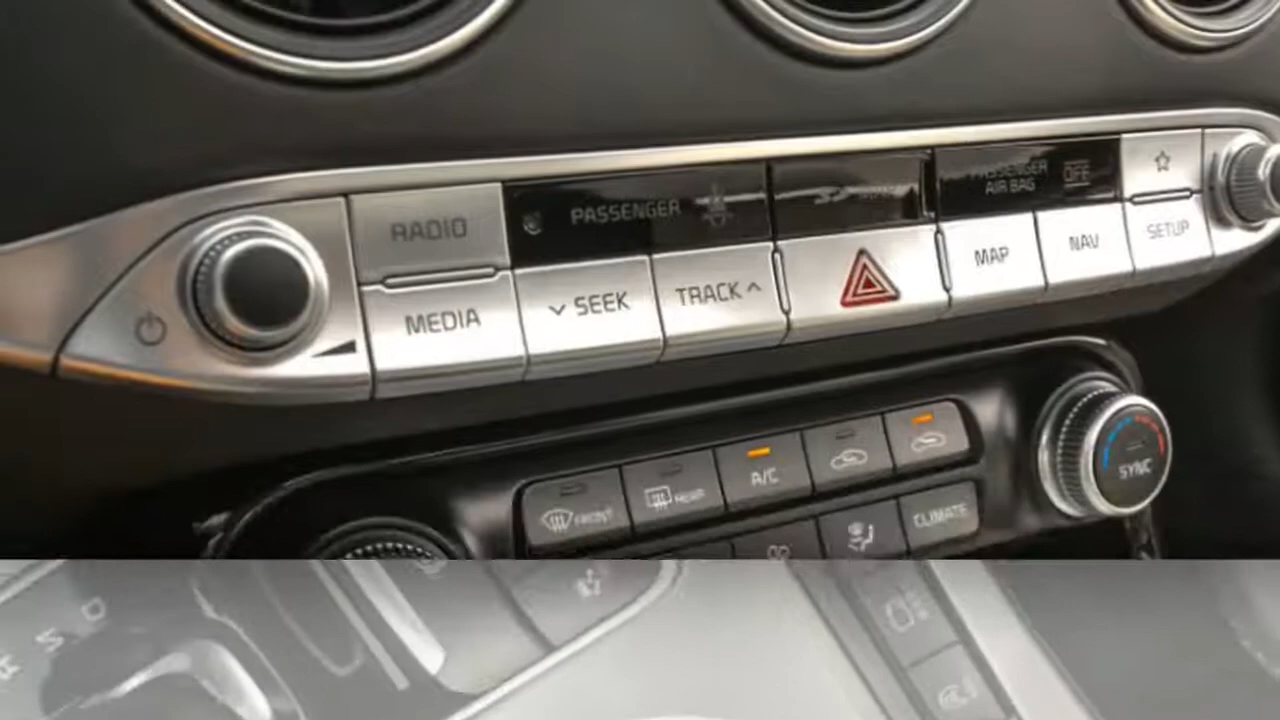 RADIO
PASSENGER
PASSENGER
AIR BAG
OFF
MEDIA
SEEK
TRACK
MAP
NAV
SETUP
FRONT
REAR
A/C
SYNC
CLIMATE
D